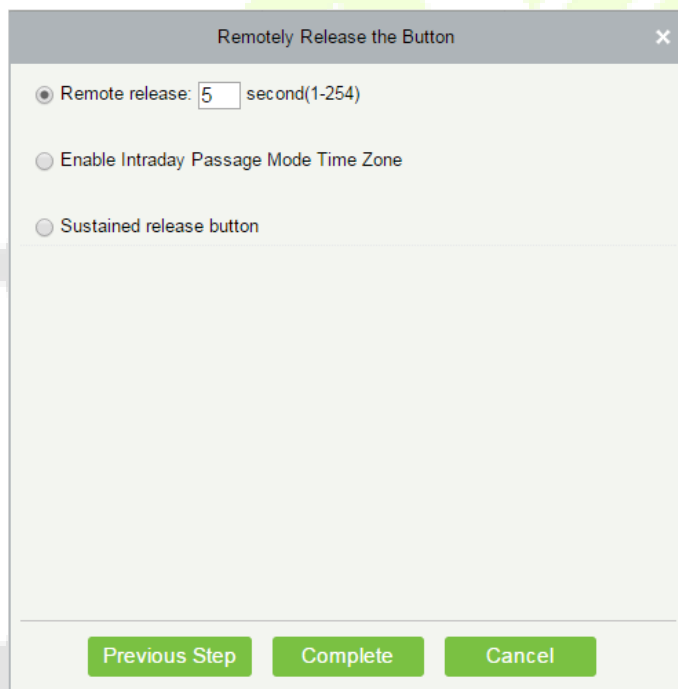 Remotely Release the Button
Remote release: 5 second(1-254)
Enable Intraday Passage Mode Time Zone
Sustained release button
Previous Step Complete Cancel